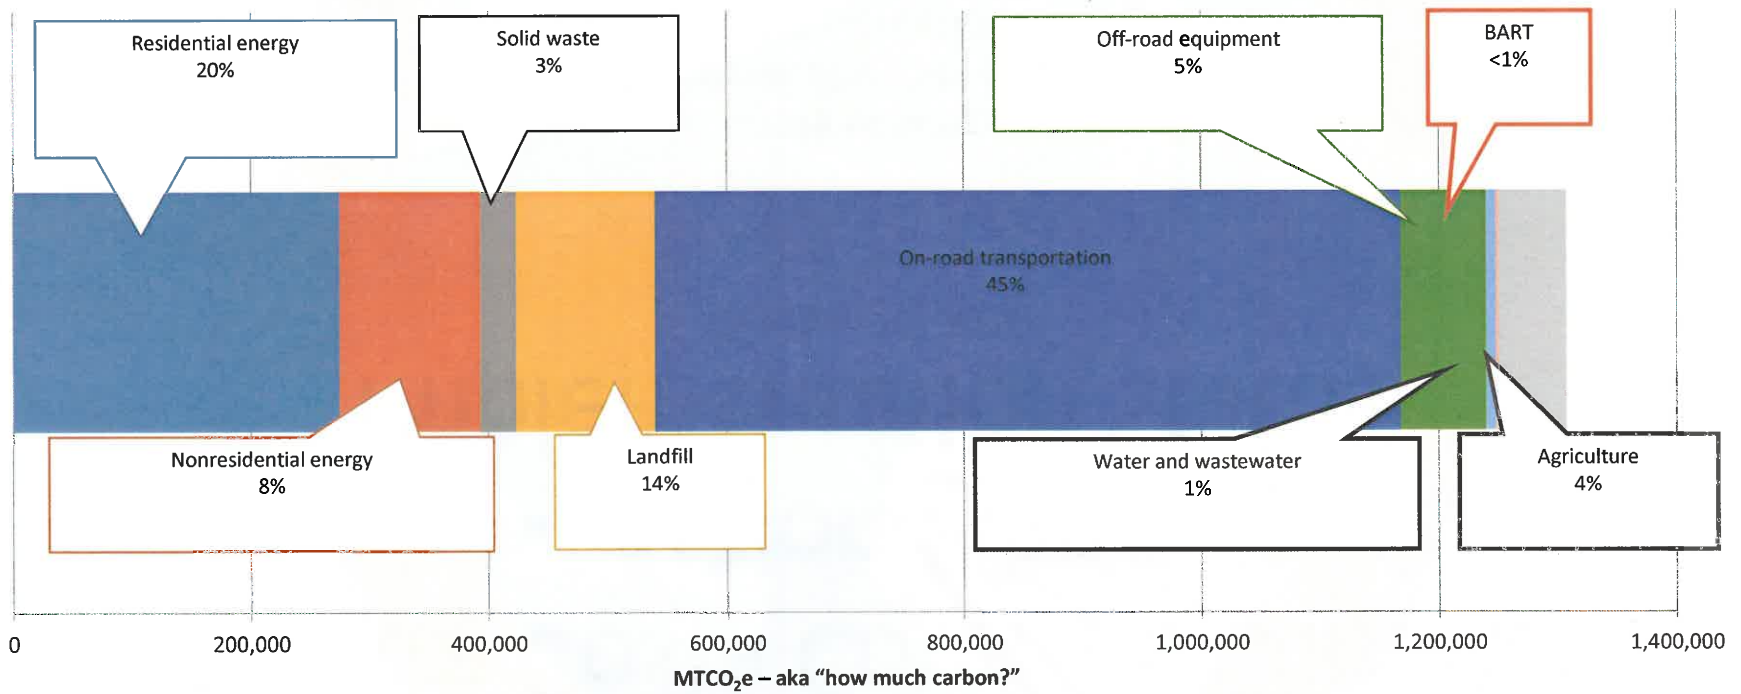 Residential energy
20%
Solid waste
3%
Off-road equipment
5%
BART
<1%
On-road transportation
45%
Nonresidential energy
8%
Landfill
14%
Water and wastewater
1%
Agriculture
4%
0
200,000
400,000
600,000
800,000
1,000,000
1,200,000
1,400,000
MTCO₂e – aka “how much carbon?”